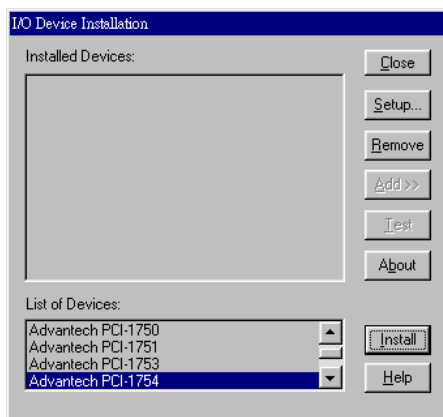 I/O Device Installation
Installed Devices:
Close
Setup...
Remove
Add >>
Test
About
List of Devices:
Advantech PCI-1750
Advantech PCI-1751
Advantech PCI-1753
Advantech PCI-1754
Install
Help